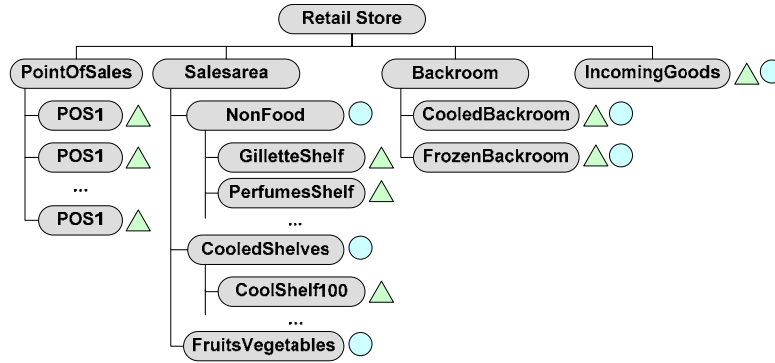 Retail Store
PointOfSales
Salesarea
Backroom
IncomingGoods
POS1
POS1
...
POS1
NonFood
GilletteShelf
PerfumesShelf
...
CooledShelves
CoolShelf100
...
FruitsVegetables
CooledBackroom
FrozenBackroom